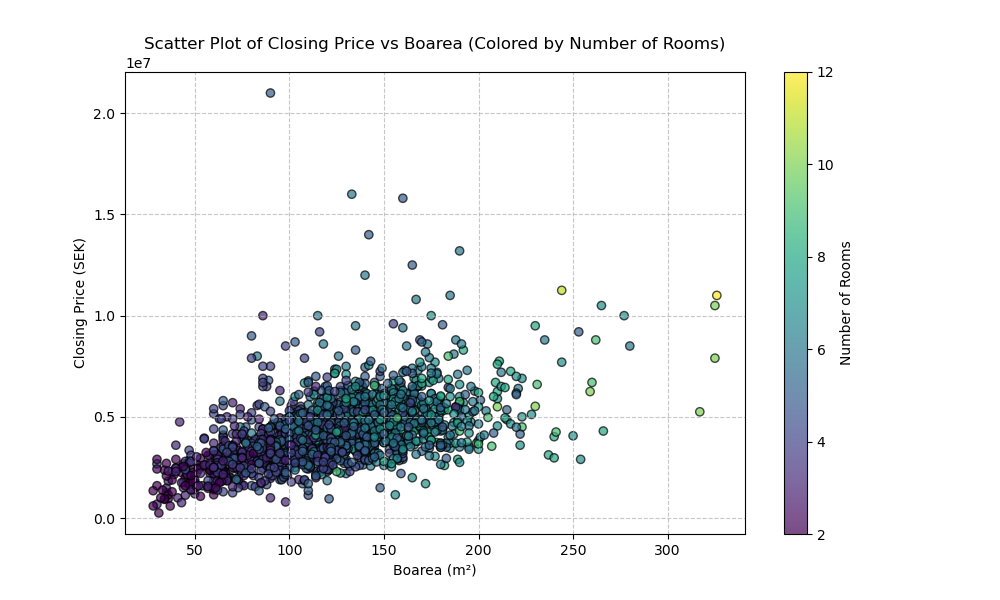 Scatter Plot of Closing Price vs Boarea (Colored by Number of Rooms)
1e7
2.0
1.5
1.0
0.5
0.0
Closing Price (SEK)
50 100 150 200 250 300
Boarea (m²)
12
10
8
6
4
2
Number of Rooms